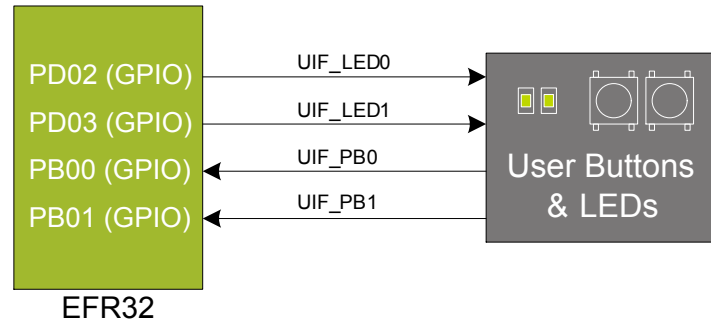 PD02 (GPIO)
PD03 (GPIO)
PB00 (GPIO)
PB01 (GPIO)
EFR32
UIF_LED0
UIF_LED1
UIF_PB0
UIF_PB1
User Buttons
& LEDs